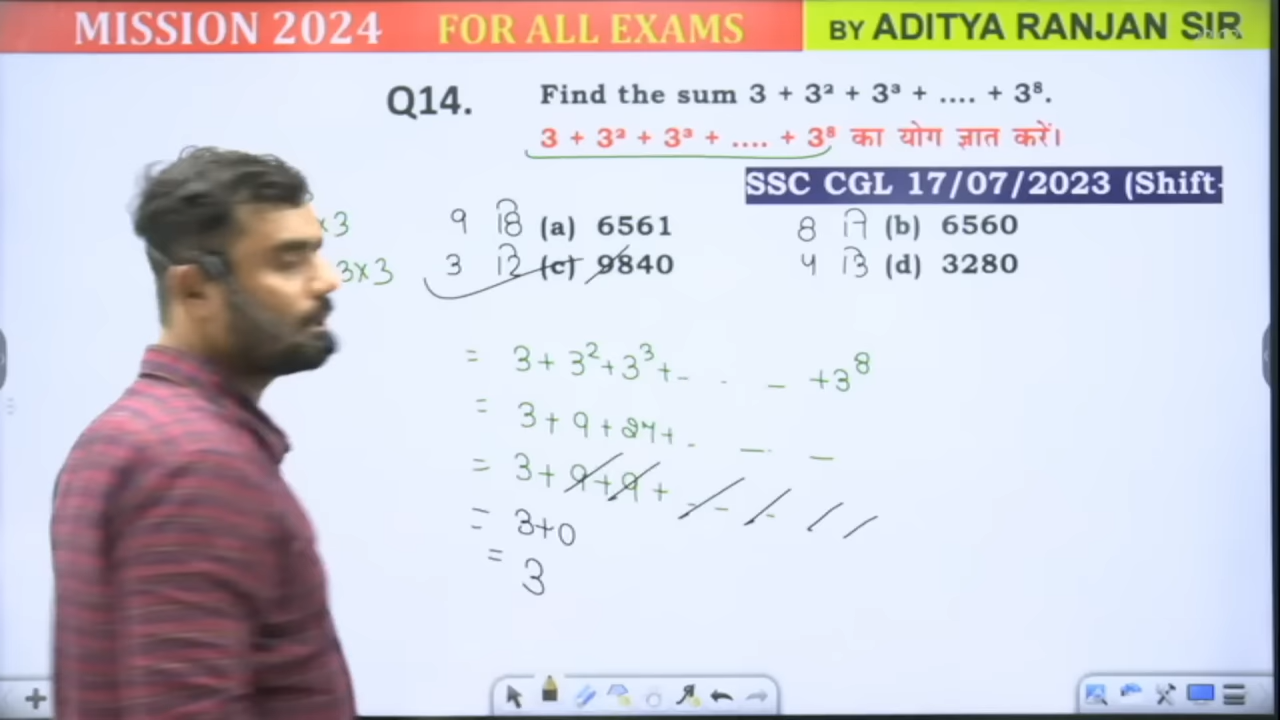 MISSION 2024 FOR ALL EXAMS BY ADITYA RANJAN SIR
Q14. Find the sum 3 + 3² + 3³ + .... + 3⁸.
3 + 3² + 3³ + .... + 3⁸ का योग ज्ञात करें।
SSC CGL 17/07/2023 (Shift-
×3 9 18 (a) 6561 8 17 (b) 6560
3×3 3 12 (c) 9840 4 13 (d) 3280
= 3 + 3² + 3³ + - - - + 3⁸
= 3 + 9 + 27 + - - -
= 3 + 9 + 9 + - - -
= 3+0
= 3